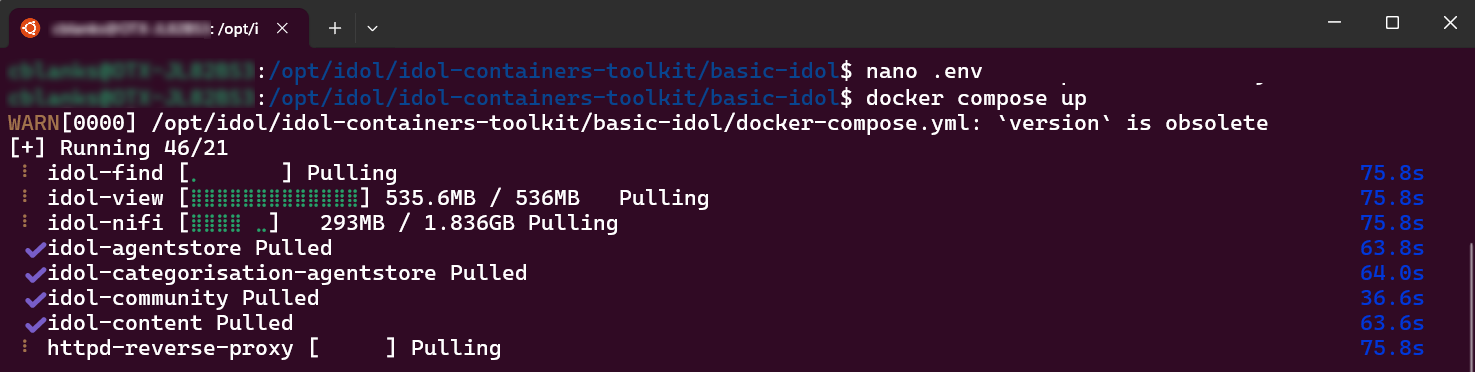 : /opt/i
:/opt/idol/idol-containers-toolkit/basic-idol$ nano .env
:/opt/idol/idol-containers-toolkit/basic-idol$ docker compose up
WARN[0000] /opt/idol/idol-containers-toolkit/basic-idol/docker-compose.yml: `version` is obsolete
[+] Running 46/21
⠇ idol-find [⠄ ] Pulling 75.8s
⠇ idol-view [⣿⣿⣿⣿⣿⣿⣿⣿⣿⣿⣿⣿⣿] 535.6MB / 536MB Pulling 75.8s
⠇ idol-nifi [⣿⣿⣿⣿ ⣀] 293MB / 1.836GB Pulling 75.8s
✔ idol-agentstore Pulled 63.8s
✔ idol-categorisation-agentstore Pulled 64.0s
✔ idol-community Pulled 36.6s
✔ idol-content Pulled 63.6s
⠇ httpd-reverse-proxy [ ] Pulling 75.8s